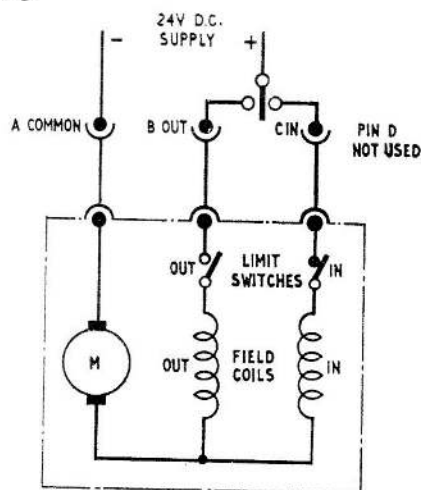 24V D.C.
SUPPLY
- +
A COMMON
B OUT
C IN
PIN D
NOT USED
OUT
LIMIT
SWITCHES
IN
M
OUT
FIELD
COILS
IN